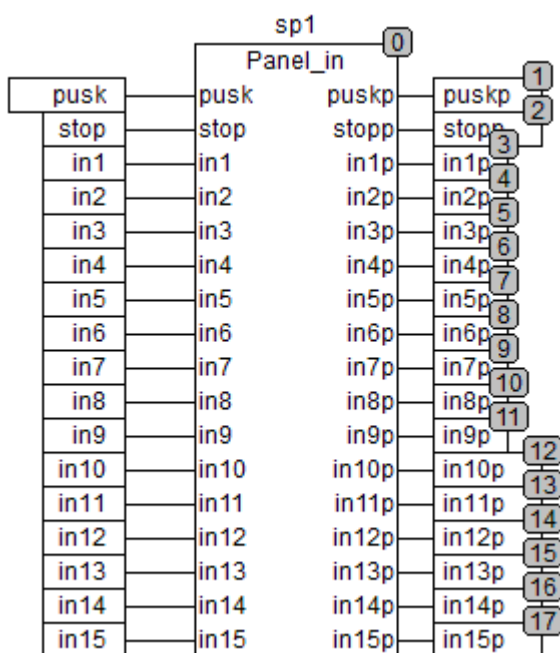 sp1
0
Panel_in
1
pusk pusk puskp puskp
2
stop stop stopp stopp
3
in1 in1 in1p in1p
4
in2 in2 in2p in2p
5
in3 in3 in3p in3p
6
in4 in4 in4p in4p
7
in5 in5 in5p in5p
8
in6 in6 in6p in6p
9
in7 in7 in7p in7p
10
in8 in8 in8p in8p
11
in9 in9 in9p in9p
12
in10 in10 in10p in10p
13
in11 in11 in11p in11p
14
in12 in12 in12p in12p
15
in13 in13 in13p in13p
16
in14 in14 in14p in14p
17
in15 in15 in15p in15p